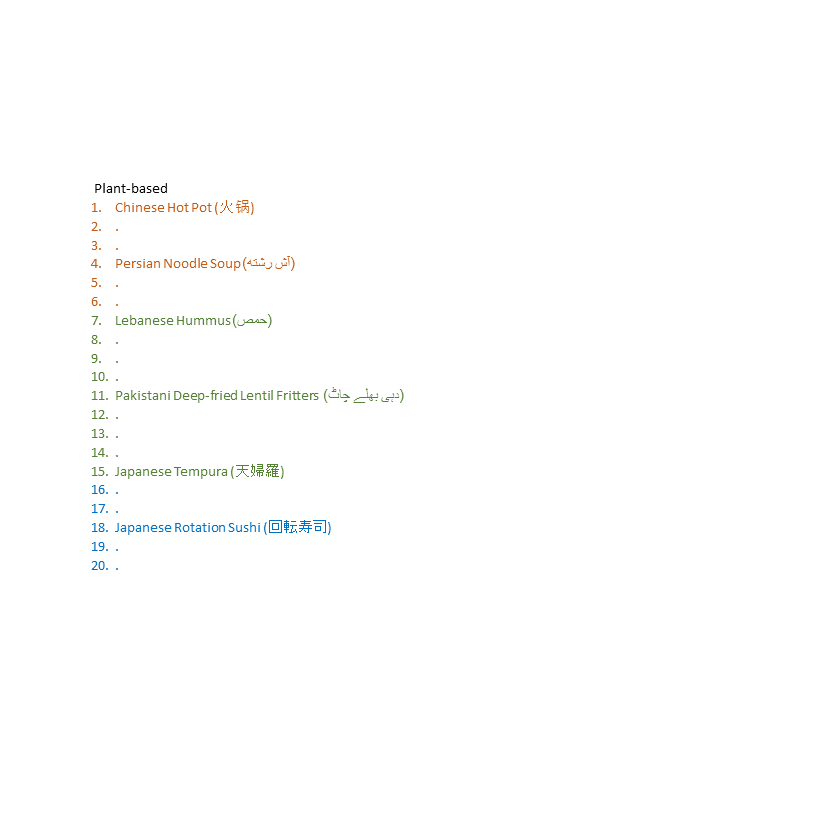 Plant-based
1. Chinese Hot Pot (火锅)
2. .
3. .
4. Persian Noodle Soup (آش رشته)
5. .
6. .
7. Lebanese Hummus (حمص)
8. .
9. .
10. .
11. Pakistani Deep-fried Lentil Fritters (دہی بھلے چاٹ)
12. .
13. .
14. .
15. Japanese Tempura (天婦羅)
16. .
17. .
18. Japanese Rotation Sushi (回転寿司)
19. .
20. .